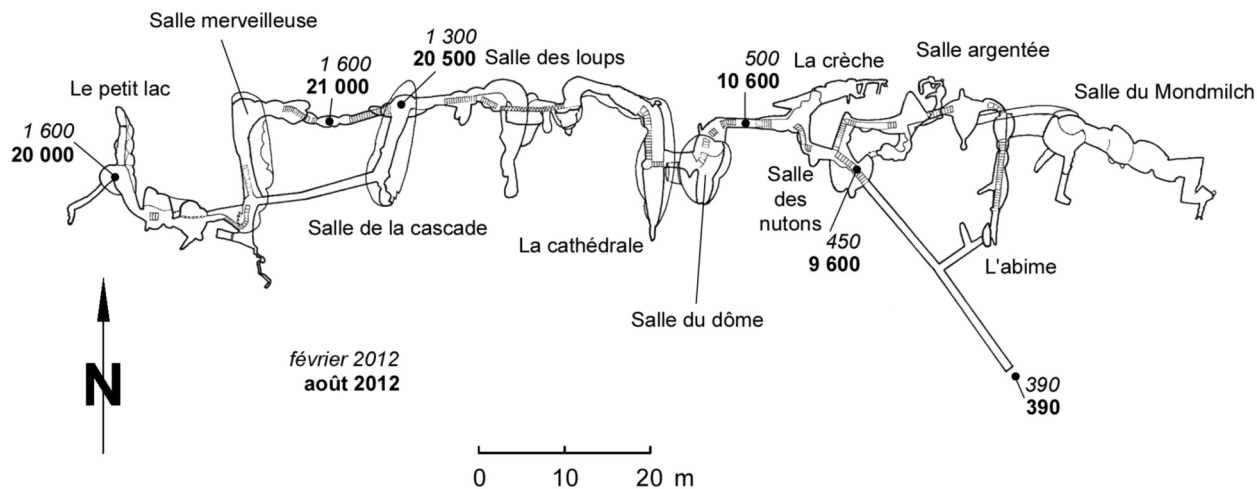 Salle merveilleuse
1 300
20 500
Salle des loups
500
10 600
La crèche
Salle argentée
Salle du Mondmilch
Le petit lac
1 600
21 000
1 600
20 000
Salle de la cascade
La cathédrale
Salle
des
nutons
450
9 600
L'abime
Salle du dôme
février 2012
août 2012
N
390
390
0 10 20 m